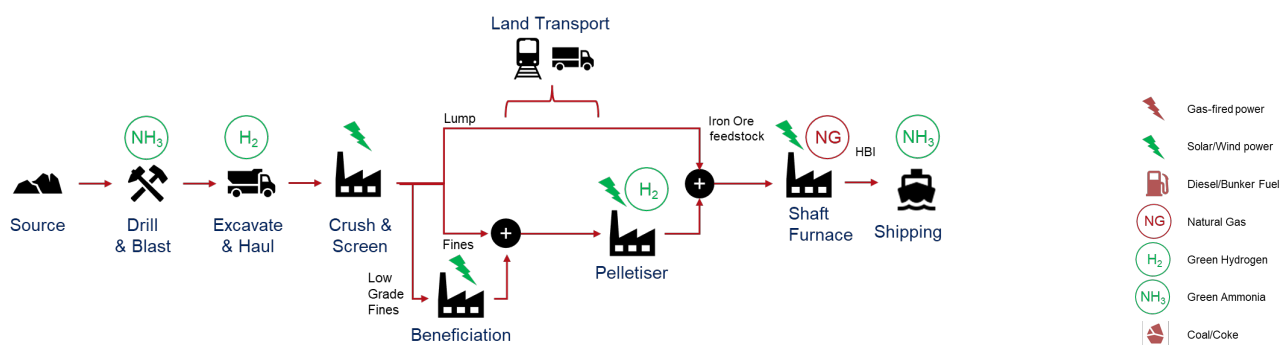 Land Transport
Lump
Iron Ore
feedstock
NH₃
H₂
NG
HBI
NH₃
H₂
Source
Drill
& Blast
Excavate
& Haul
Crush &
Screen
Fines
Low
Grade
Fines
Beneficiation
Pelletiser
Shaft
Furnace
Shipping
Gas-fired power
Solar/Wind power
Diesel/Bunker Fuel
NG Natural Gas
H₂ Green Hydrogen
NH₃ Green Ammonia
Coal/Coke